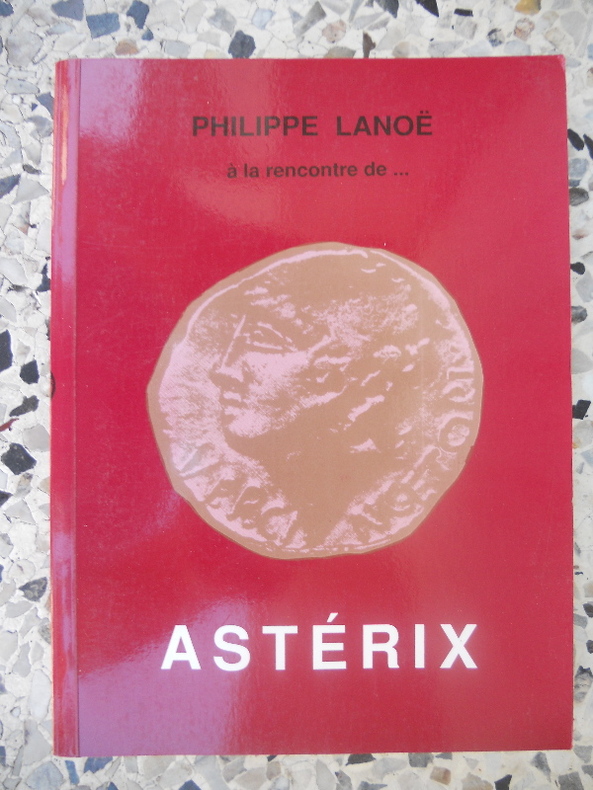 PHILIPPE LANOË
à la rencontre de ...
ASTÉRIX